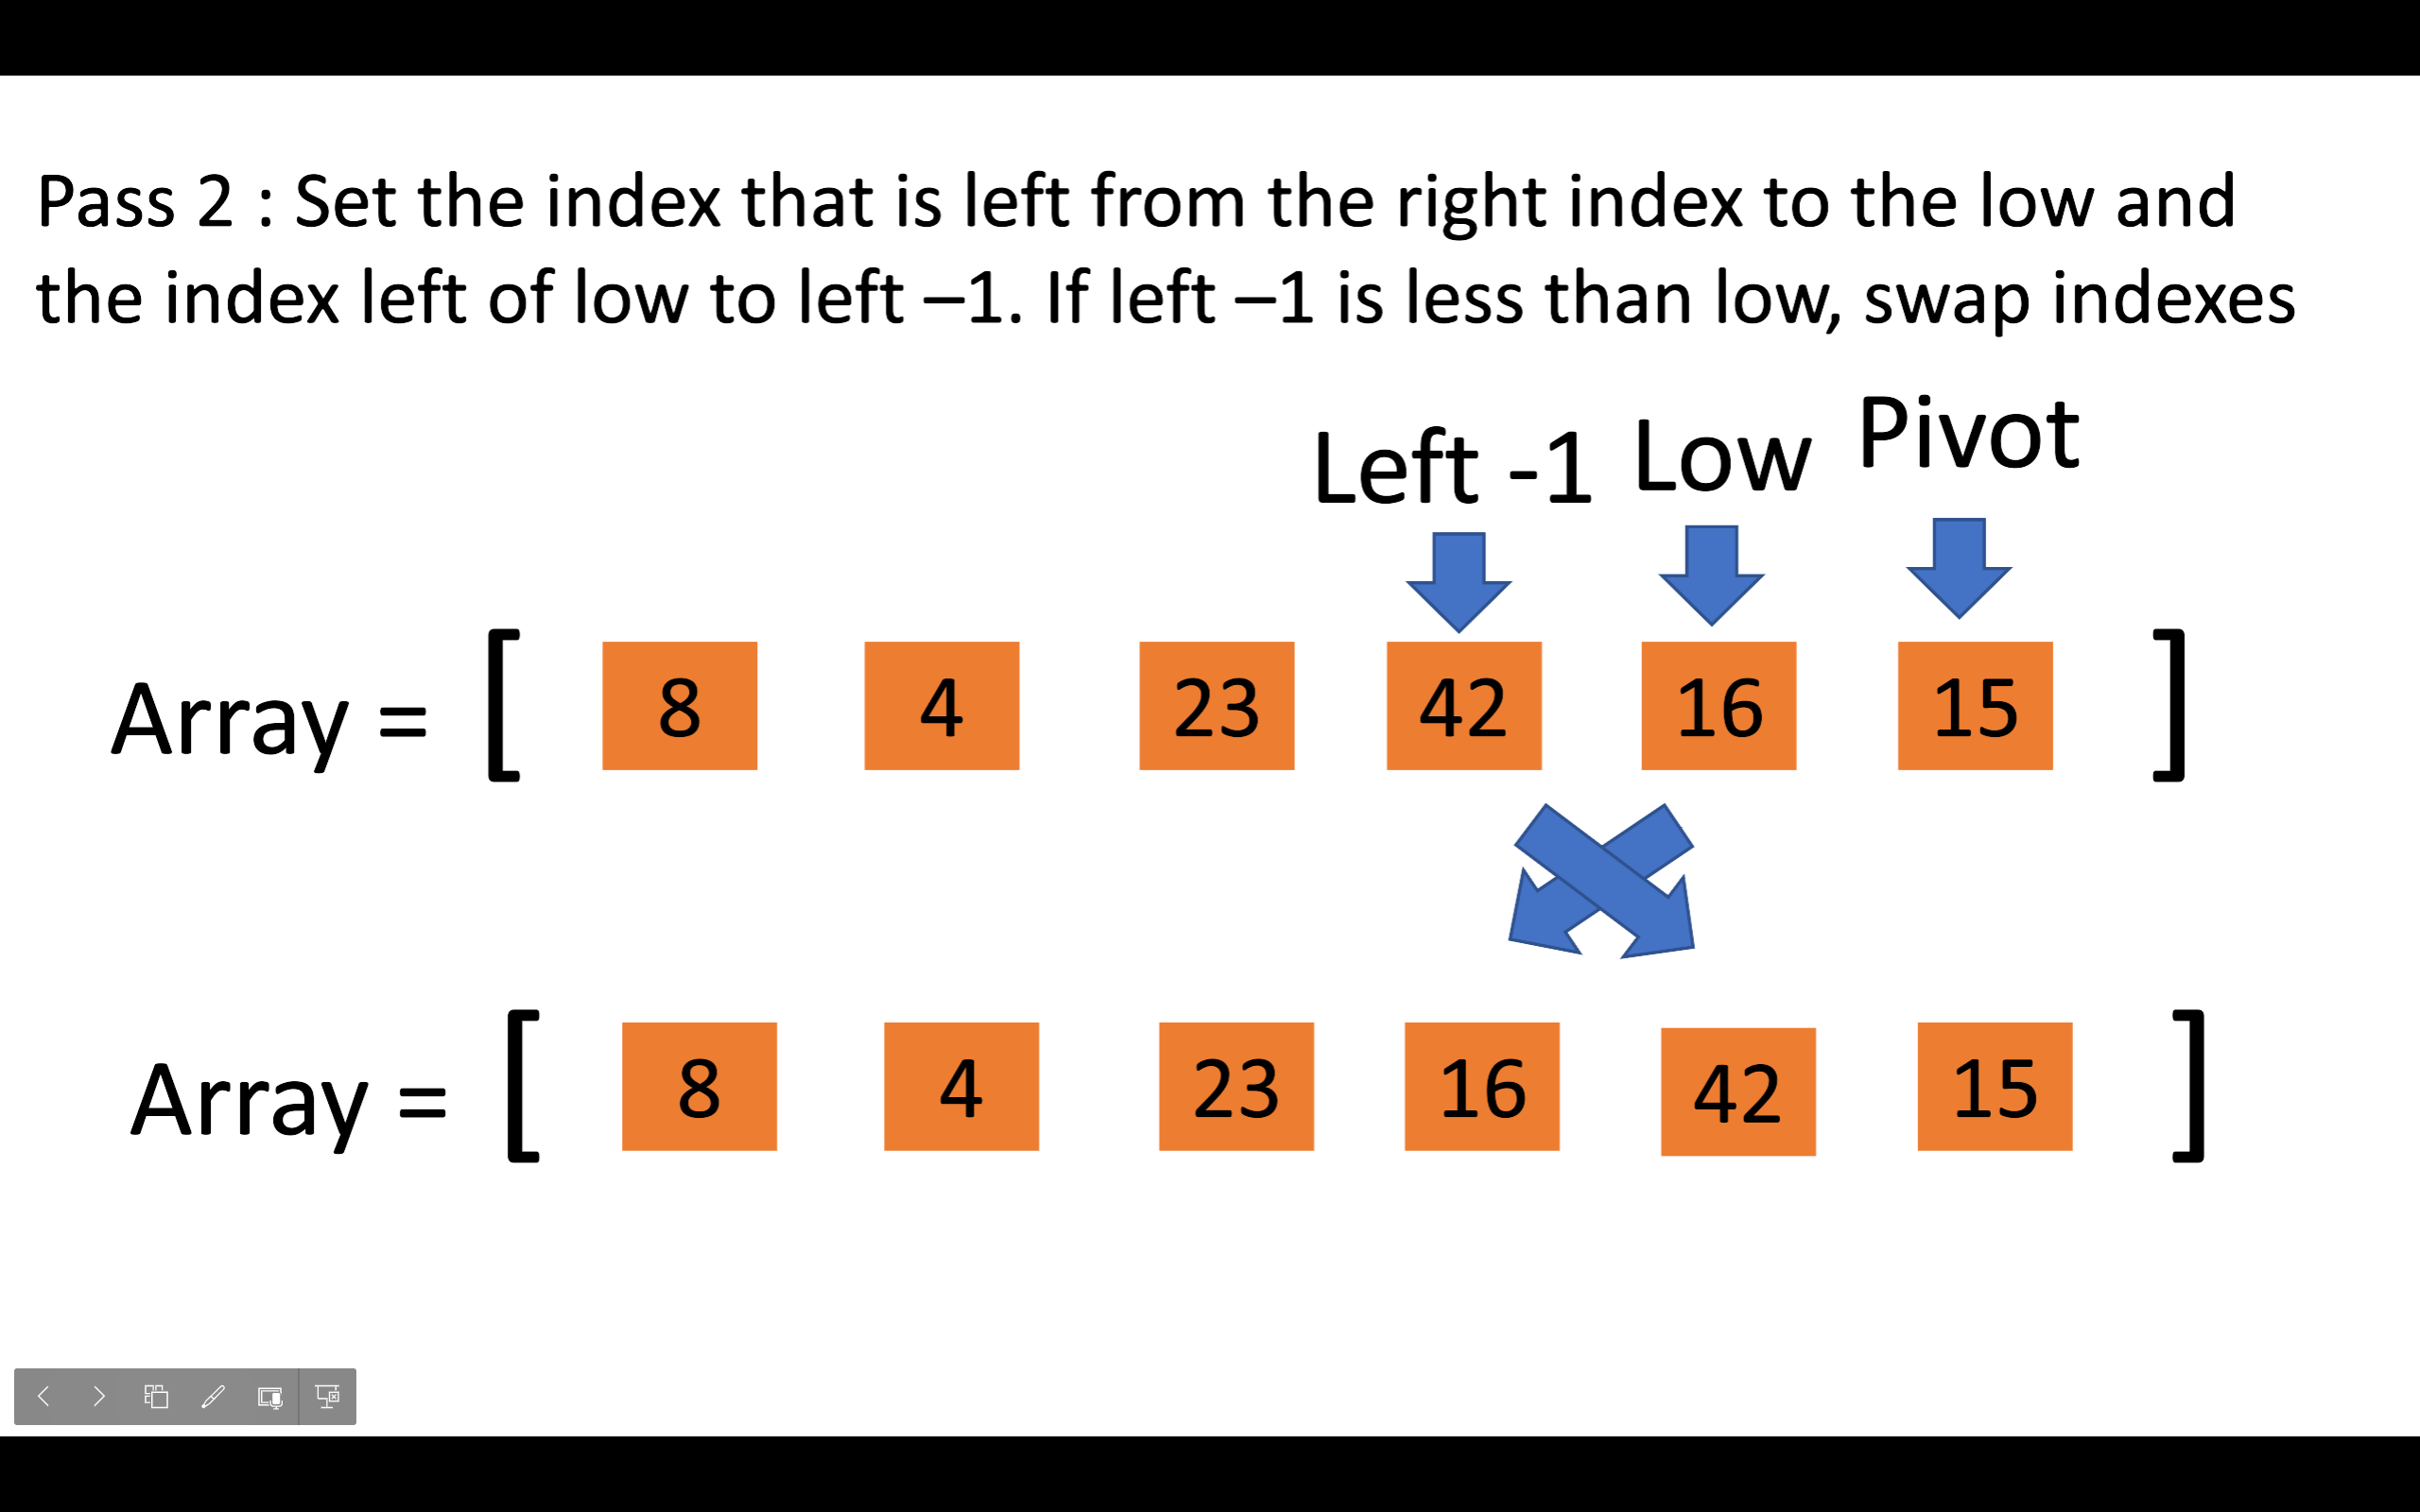 Pass 2 : Set the index that is left from the right index to the low and
the index left of low to left –1. If left –1 is less than low, swap indexes
Left -1 Low Pivot
Array = [ 8 4 23 42 16 15 ]
Array = [ 8 4 23 16 42 15 ]